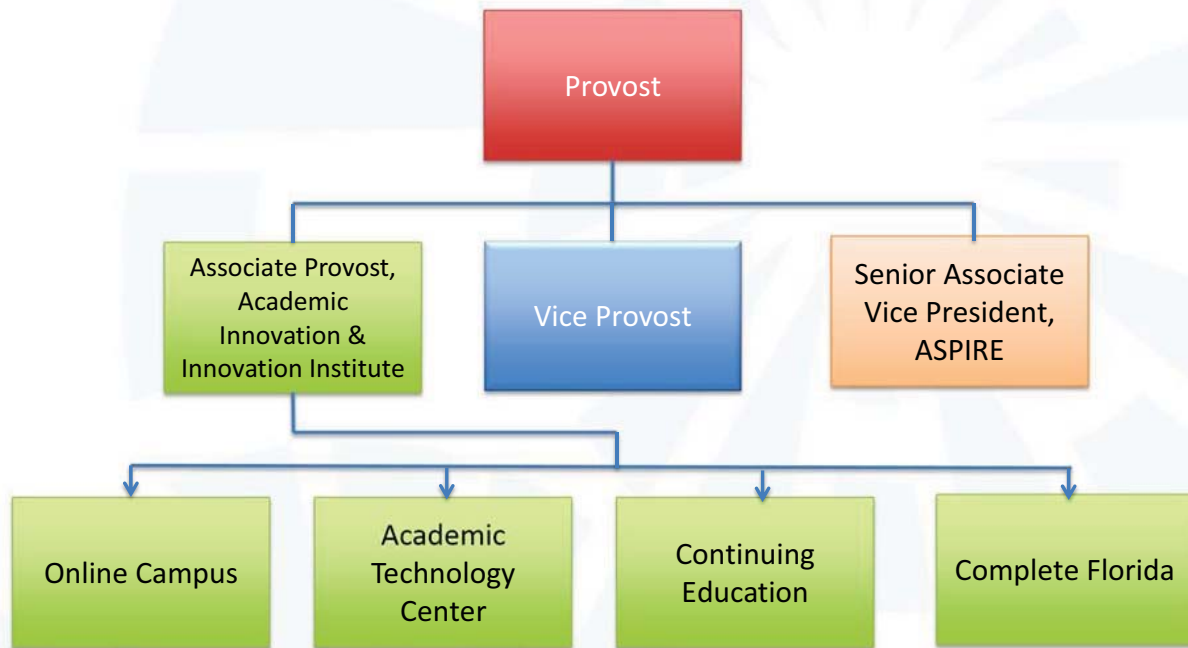 Provost
Associate Provost,
Academic
Innovation &
Innovation Institute
Vice Provost
Senior Associate
Vice President,
ASPIRE
Online Campus
Academic
Technology
Center
Continuing
Education
Complete Florida